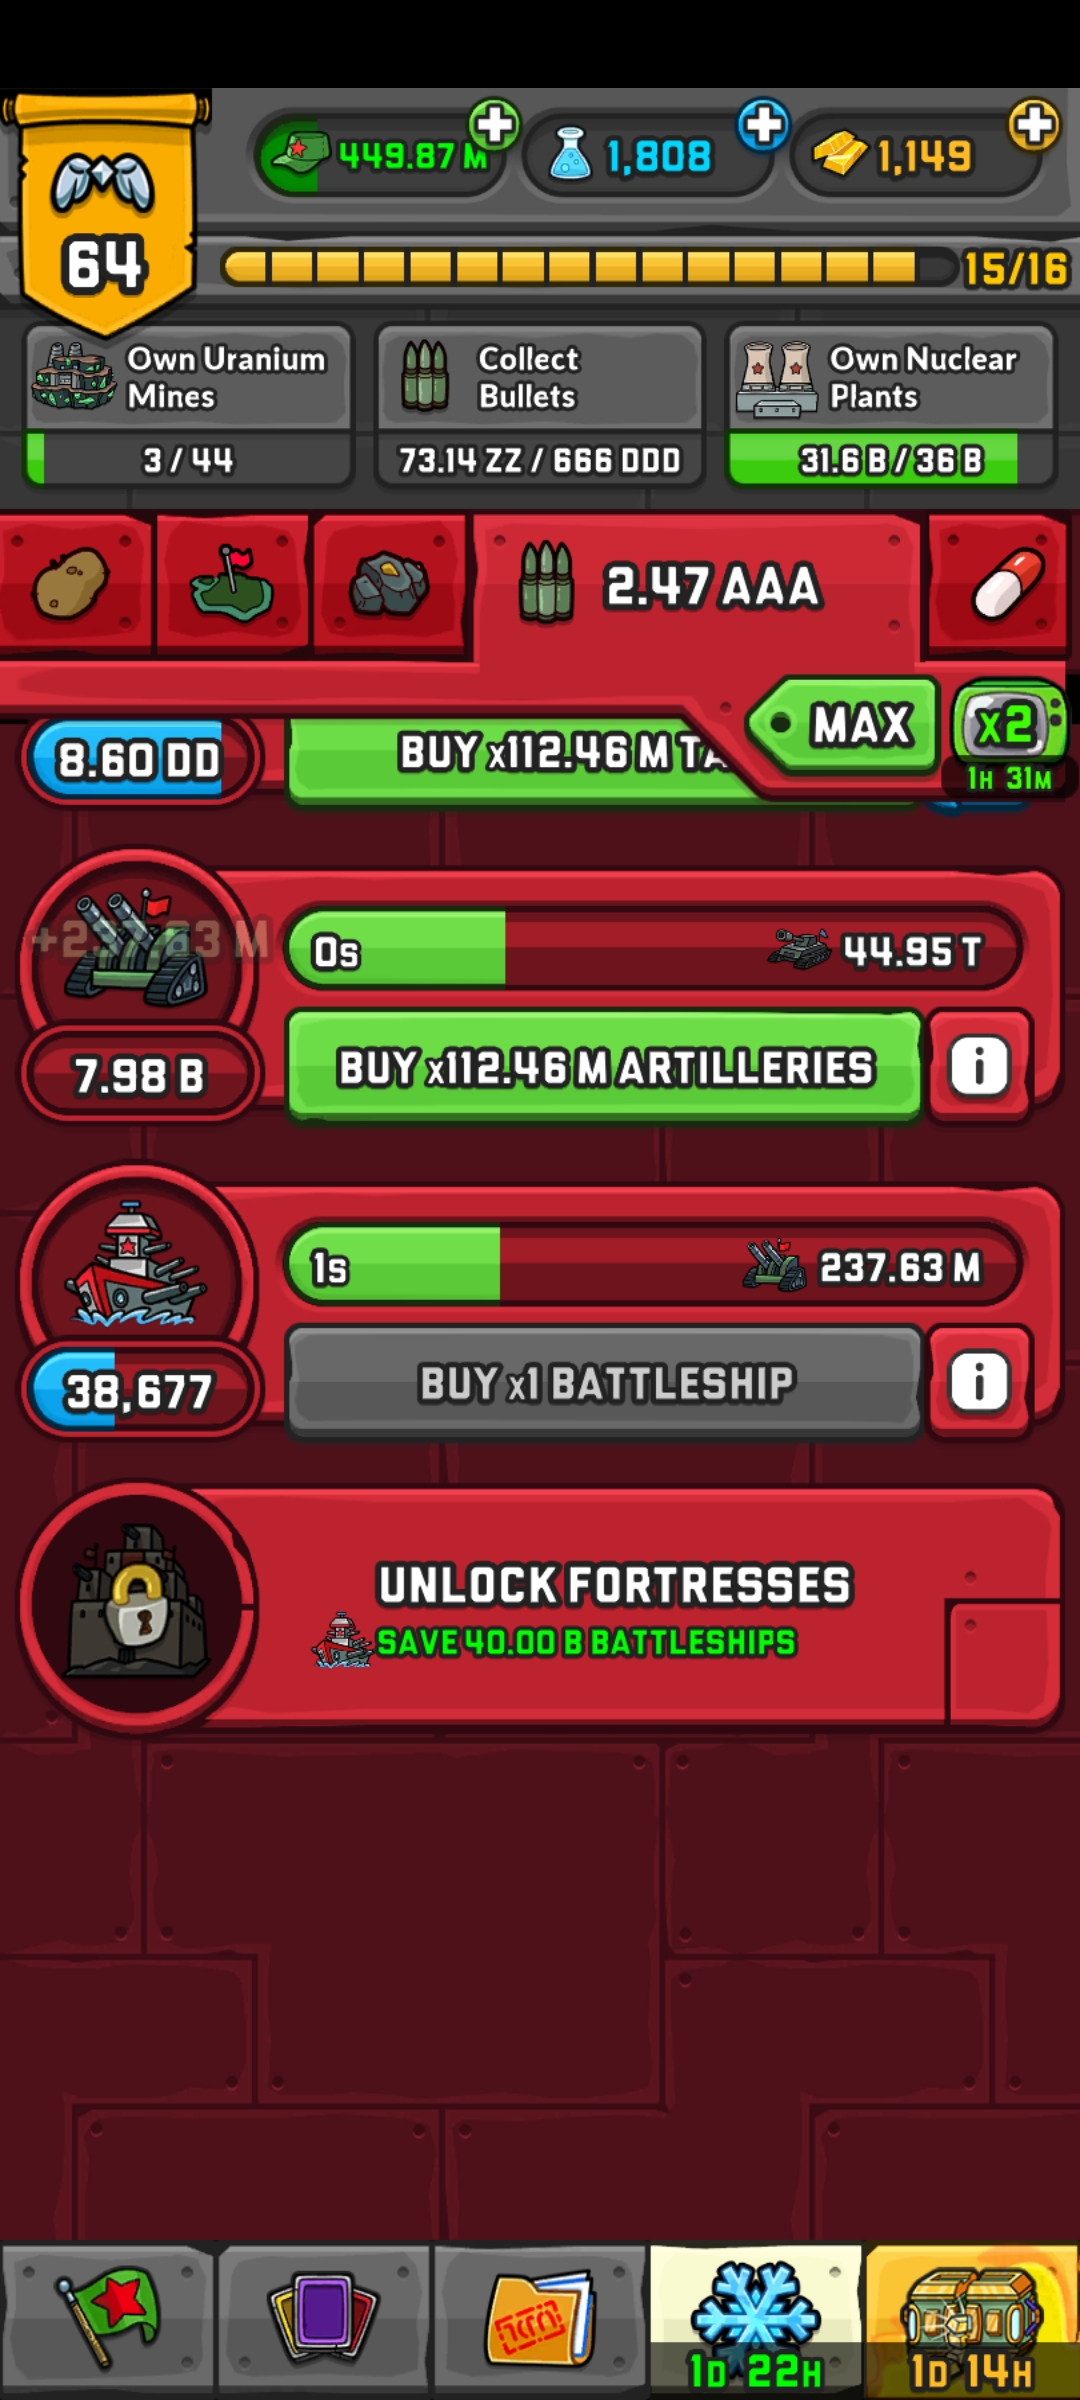 449.87 M
1,808
1,149
64
15/16
Own Uranium
Mines
3 / 44
Collect
Bullets
73.14 ZZ / 666 DDD
Own Nuclear
Plants
31.6 B / 36 B
2.47 AAA
MAX
X2
1H 31M
8.60 DD
BUY x112.46 M TA
0s
44.95 T
7.98 B
BUY x112.46 M ARTILLERIES
i
1s
237.63 M
38,677
BUY x1 BATTLESHIP
i
UNLOCK FORTRESSES
SAVE 40.00 B BATTLESHIPS
1D 22H
1D 14H